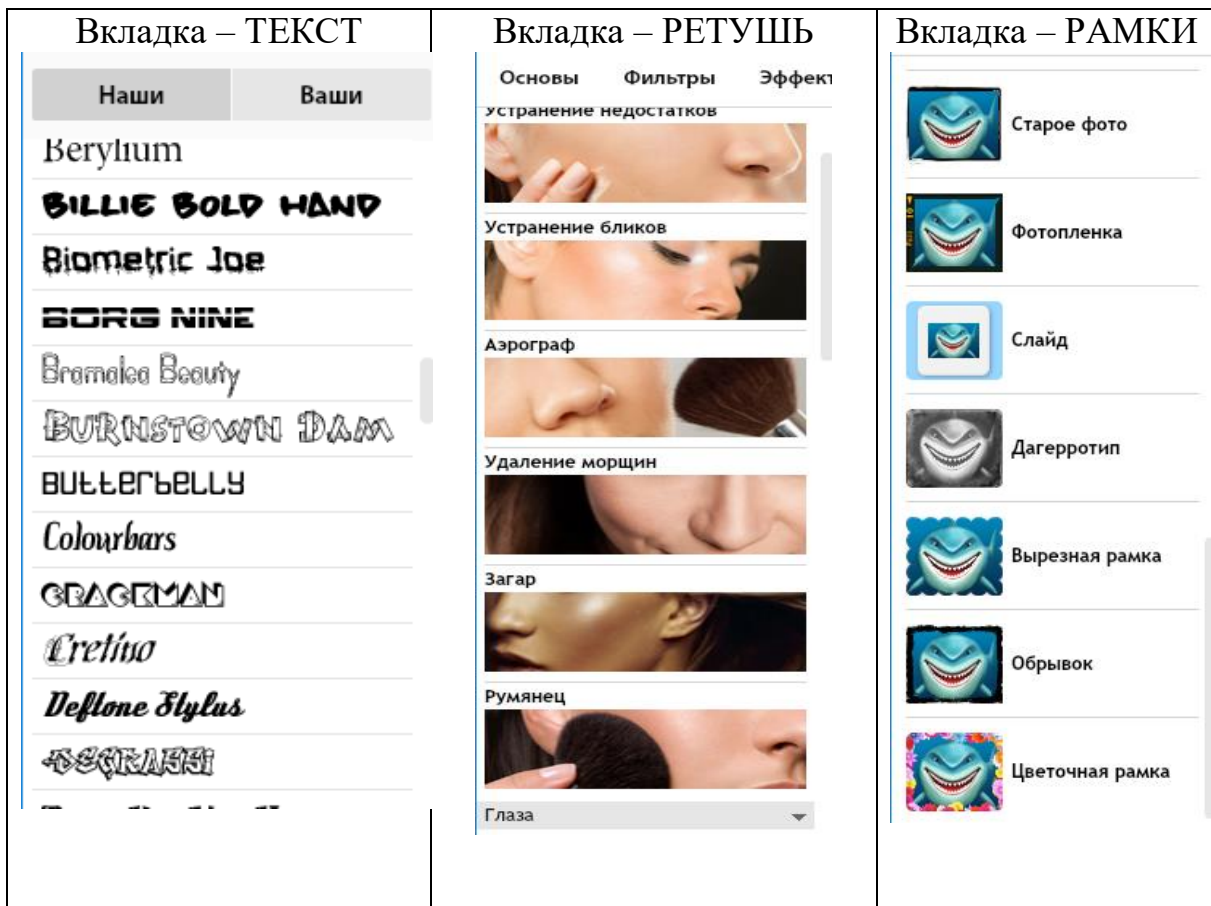 Вкладка – ТЕКСТ
Наши Ваши
Berylium
BILLIE BOLD HAND
Biometric Joe
BORG NINE
Bramalea Beauty
BURNSTOWN DAM
BUttErbELLY
Colourbars
CRACKMAN
Cretino
Deftone Stylus
DEGRASSI
Вкладка – РЕТУШЬ
Основы Фильтры Эффект
Устранение недостатков
Устранение бликов
Аэрограф
Удаление морщин
Загар
Румянец
Глаза
Вкладка – РАМКИ
Старое фото
Фотопленка
Слайд
Дагерротип
Вырезная рамка
Обрывок
Цветочная рамка